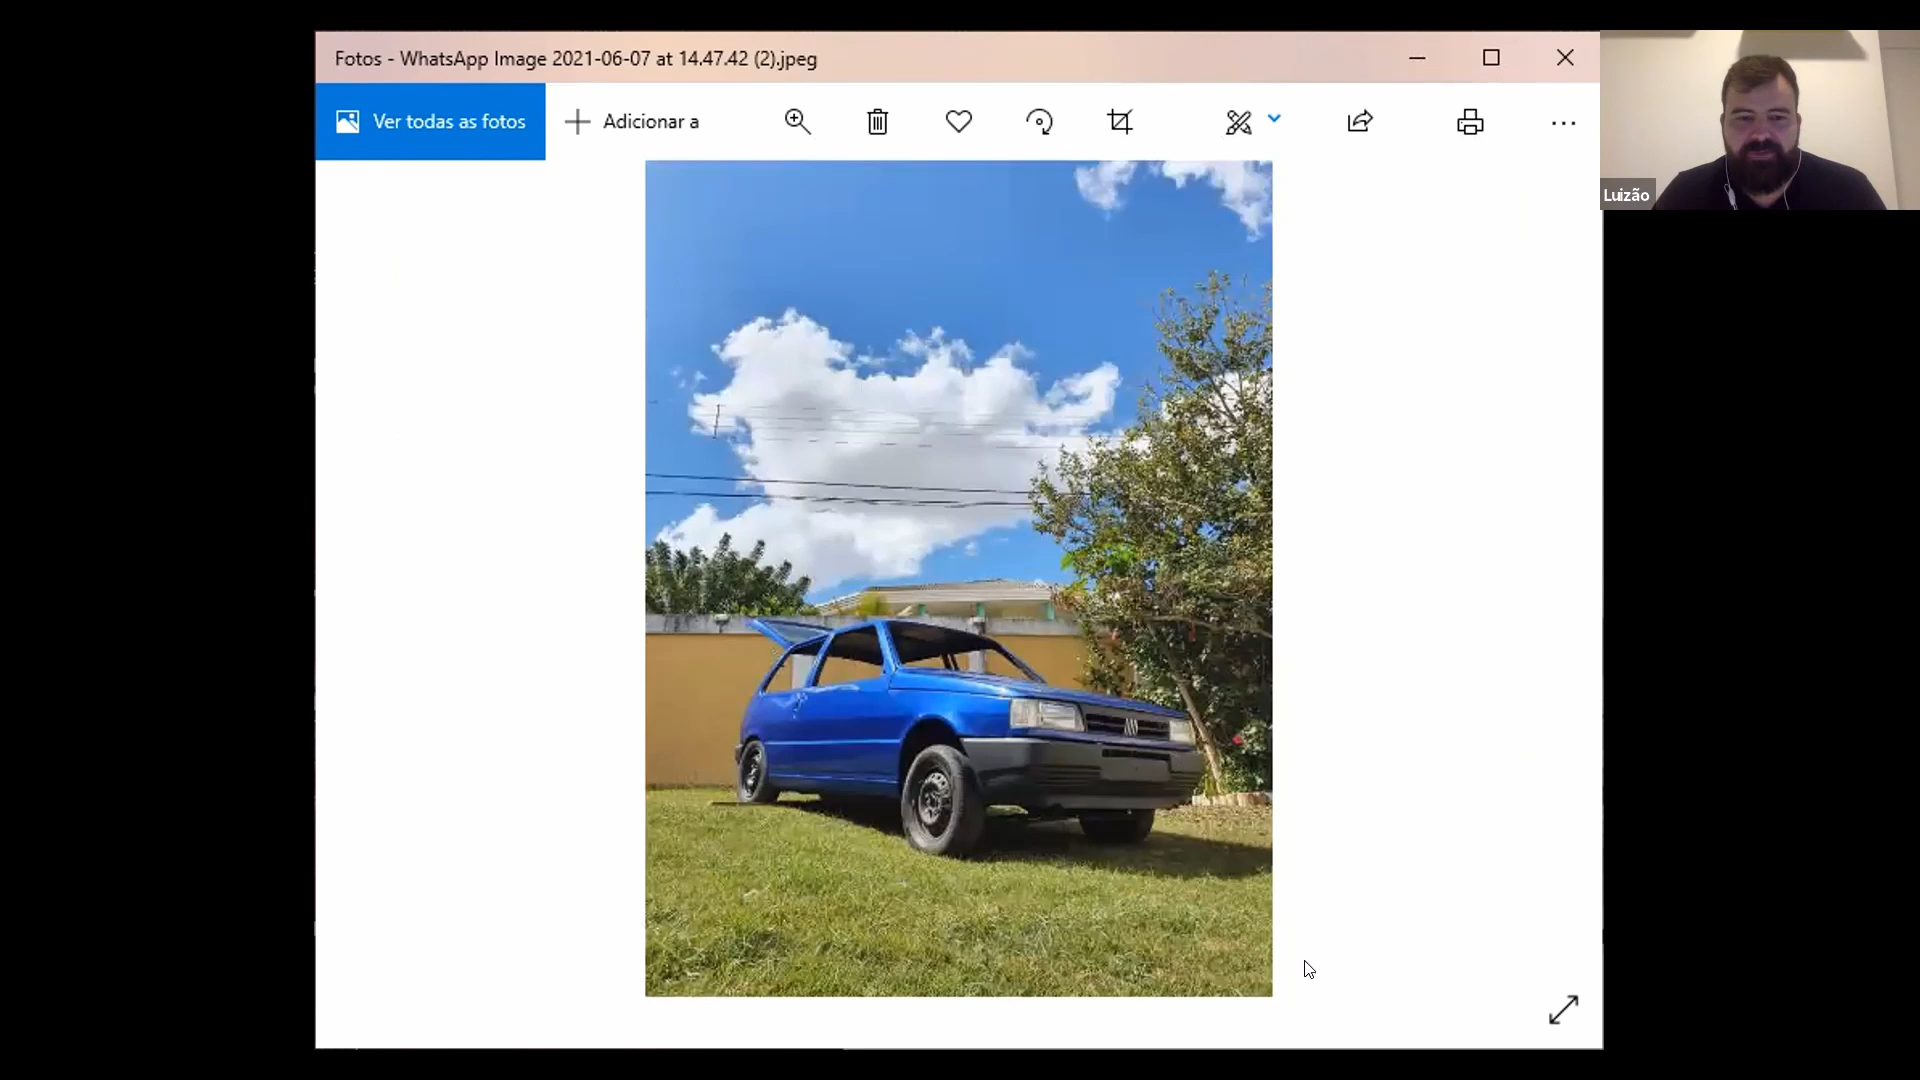 Fotos - WhatsApp Image 2021-06-07 at 14.47.42 (2).jpeg
Ver todas as fotos
Adicionar a
Luizão